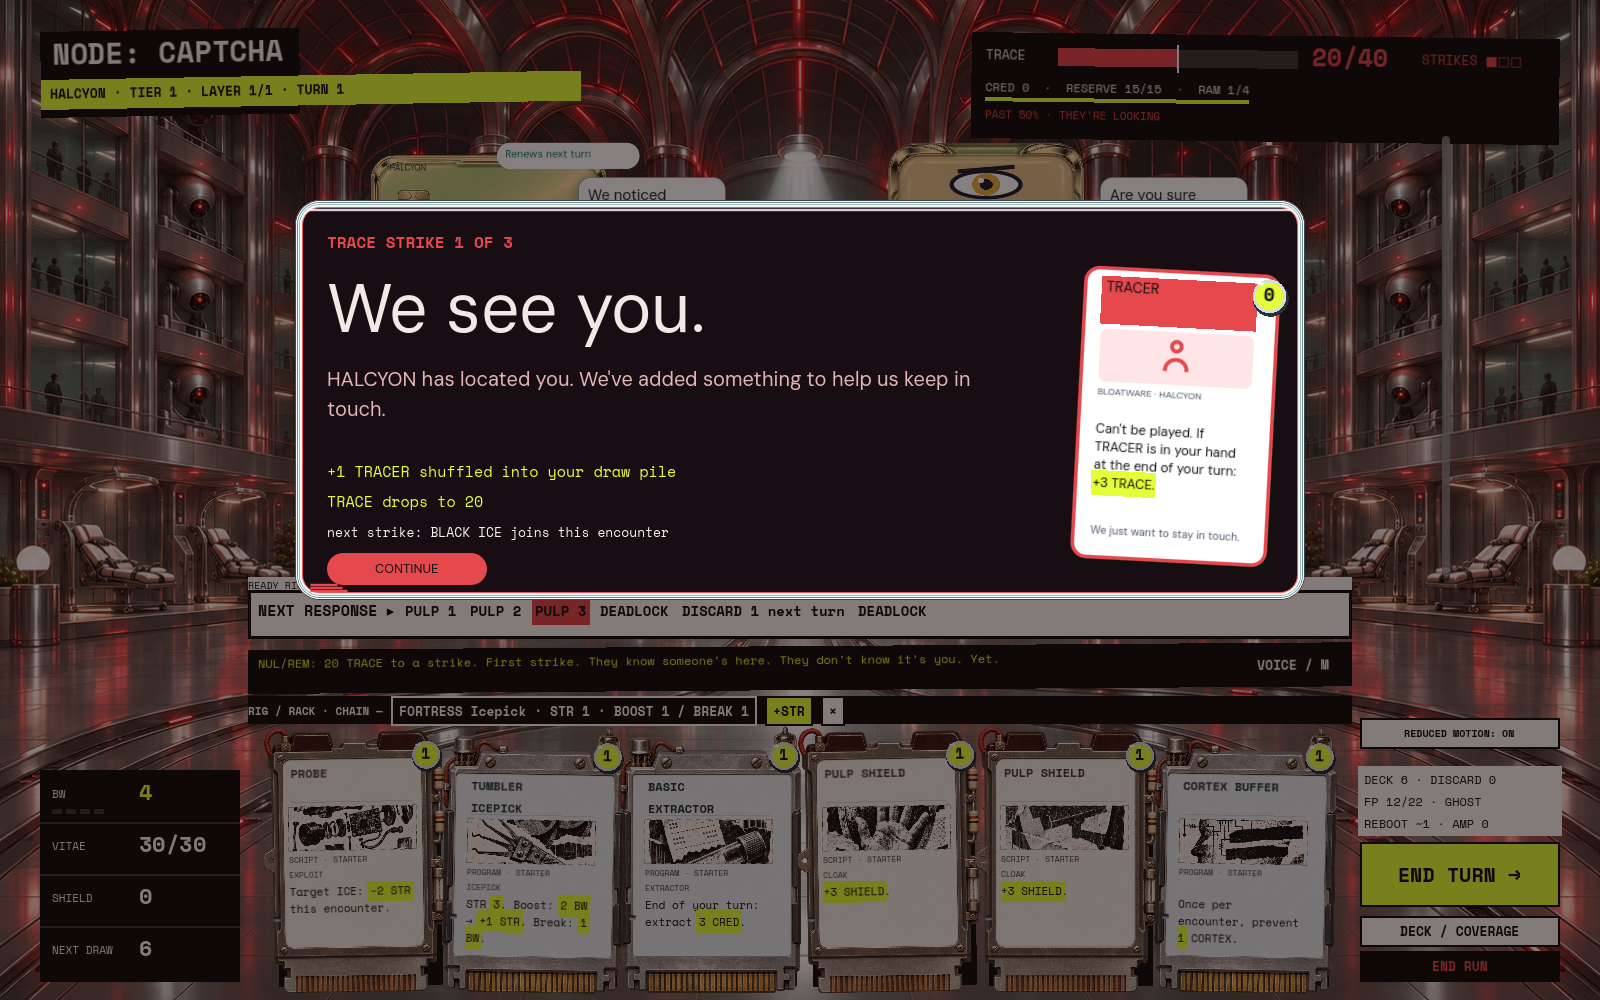 NODE: CAPTCHA
HALCYON · TIER 1 · LAYER 1/1 · TURN 1
TRACE 20/40 STRIKES
CRED 0 · RESERVE 15/15 · RAM 1/4
PAST 50% · THEY'RE LOOKING
HALCYON
Renews next turn
We noticed
Are you sure
TRACE STRIKE 1 OF 3
We see you.
HALCYON has located you. We've added something to help us keep in
touch.
+1 TRACER shuffled into your draw pile
TRACE drops to 20
next strike: BLACK ICE joins this encounter
CONTINUE
TRACER
0
BLOATWARE · HALCYON
Can't be played. If
TRACER is in your hand
at the end of your turn:
+3 TRACE.
We just want to stay in touch.
NEXT RESPONSE ▸ PULP 1 PULP 2 PULP 3 DEADLOCK DISCARD 1 next turn DEADLOCK
NUL/REM: 20 TRACE to a strike. First strike. They know someone's here. They don't know it's you. Yet.
VOICE / M
RIG / RACK · CHAIN — FORTRESS Icepick · STR 1 · BOOST 1 / BREAK 1 +STR ×
BW 4
VITAE 30/30
SHIELD 0
NEXT DRAW 6
1
PROBE
SCRIPT · STARTER
EXPLOIT
Target ICE: -2 STR
this encounter.
1
TUMBLER
ICEPICK
PROGRAM · STARTER
ICEPICK
STR 3. Boost: 2 BW
→ +1 STR. Break: 1
BW.
1
BASIC
EXTRACTOR
PROGRAM · STARTER
EXTRACTOR
End of your turn:
extract 3 CRED.
1
PULP SHIELD
SCRIPT · STARTER
CLOAK
+3 SHIELD.
1
PULP SHIELD
SCRIPT · STARTER
CLOAK
+3 SHIELD.
1
CORTEX BUFFER
PROGRAM · STARTER
Once per
encounter, prevent
1 CORTEX.
REDUCED MOTION: ON
DECK 6 · DISCARD 0
FP 12/22 · GHOST
REBOOT ~1 · AMP 0
END TURN →
DECK / COVERAGE
END RUN